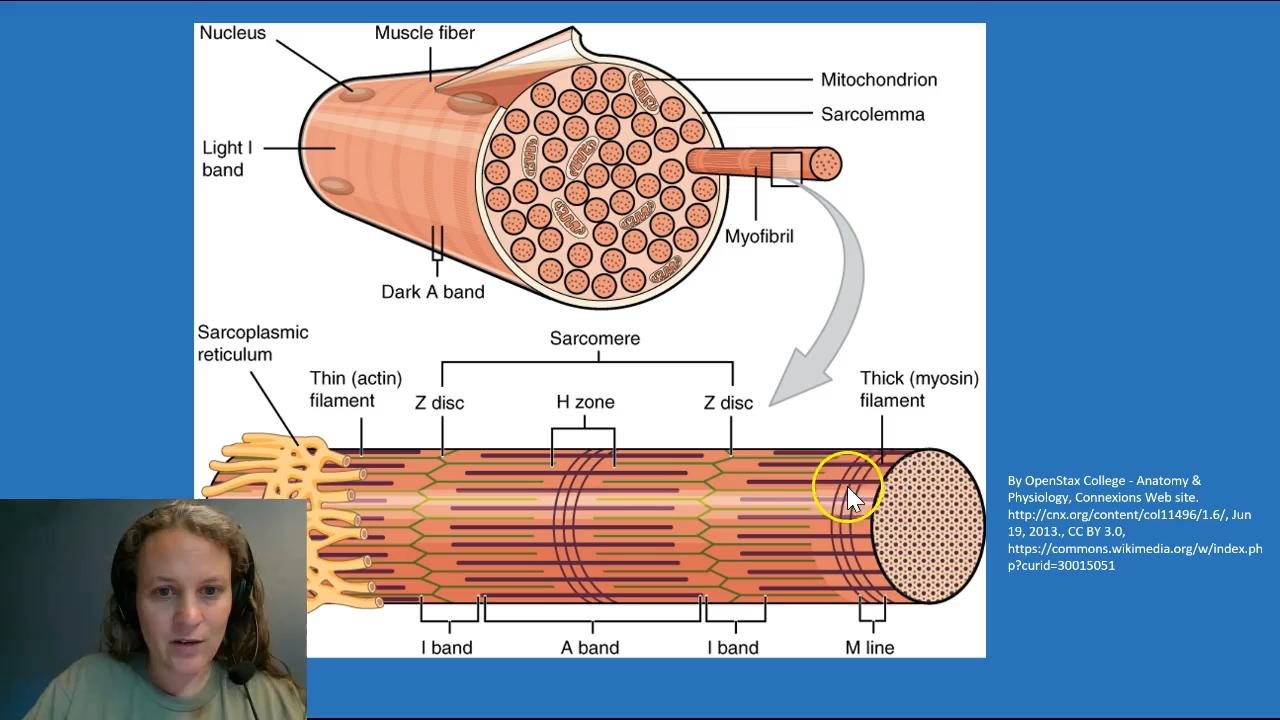 Nucleus
Muscle fiber
Mitochondrion
Sarcolemma
Light I
band
Myofibril
Dark A band
Sarcoplasmic
reticulum
Sarcomere
Thin (actin)
filament
Z disc
H zone
Z disc
Thick (myosin)
filament
I band
A band
I band
M line
By OpenStax College - Anatomy &
Physiology, Connexions Web site.
http://cnx.org/content/col11496/1.6/, Jun
19, 2013., CC BY 3.0,
https://commons.wikimedia.org/w/index.ph
p?curid=30015051